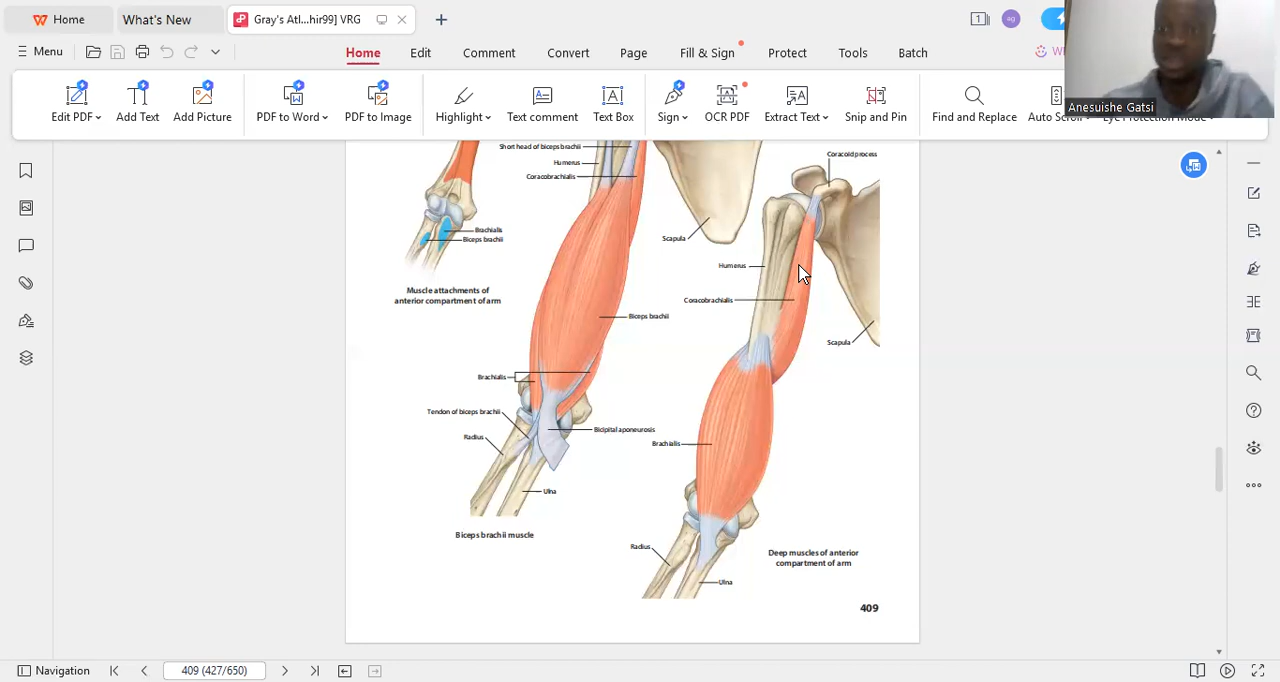 Home
What's New
Gray's Atl...hir99] VRG
1
ag
Menu
Home
Edit
Comment
Convert
Page
Fill & Sign
Protect
Tools
Batch
Edit PDF
Add Text
Add Picture
PDF to Word
PDF to Image
Highlight
Text comment
Text Box
Sign
OCR PDF
Extract Text
Snip and Pin
Find and Replace
Auto Scroll
Eye Protection Mode
Anesuishe Gatsi
Short head of biceps brachii
Humerus
Coracobrachialis
Coracoid process
Brachialis
Biceps brachii
Scapula
Humerus
Muscle attachments of
anterior compartment of arm
Coracobrachialis
Biceps brachii
Scapula
Brachialis
Tendon of biceps brachii
Bicipital aponeurosis
Radius
Brachialis
Ulna
Biceps brachii muscle
Radius
Deep muscles of anterior
compartment of arm
Ulna
409
Navigation
409 (427/650)